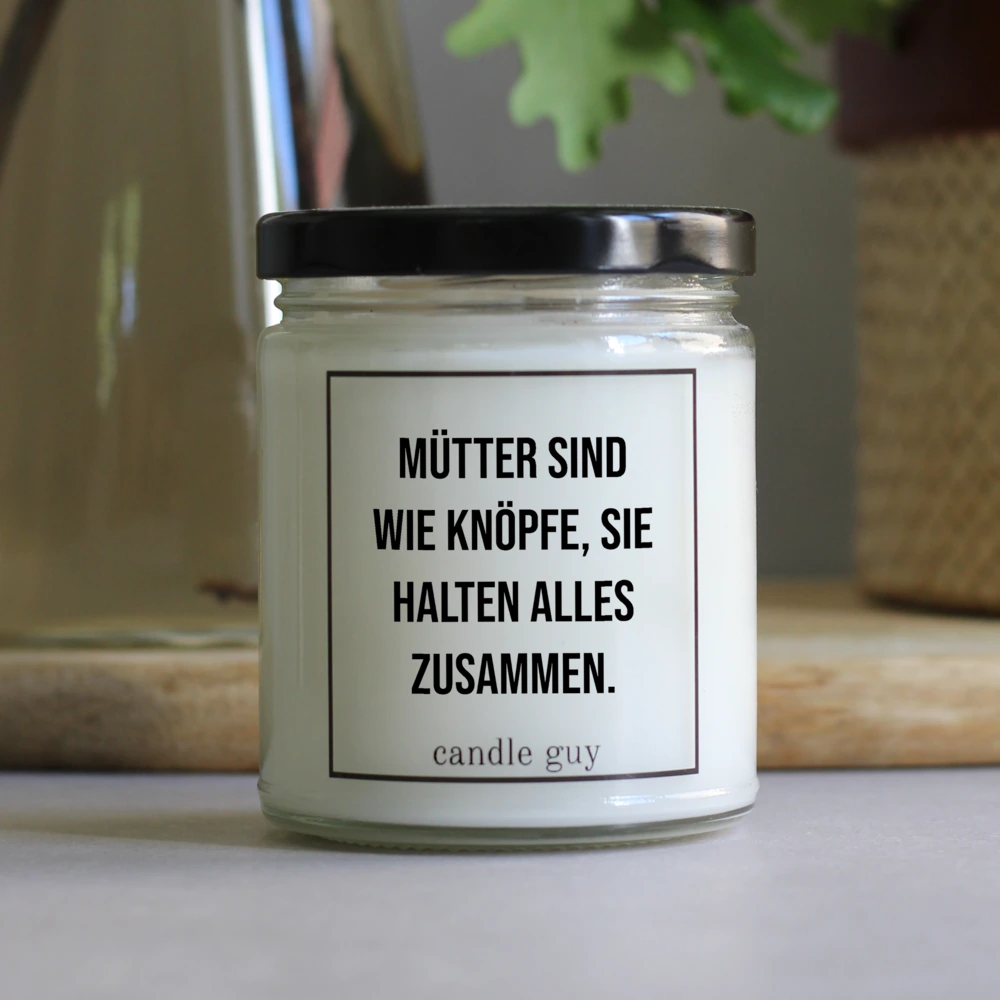 MÜTTER SIND
WIE KNÖPFE, SIE
HALTEN ALLES
ZUSAMMEN.
candle guy